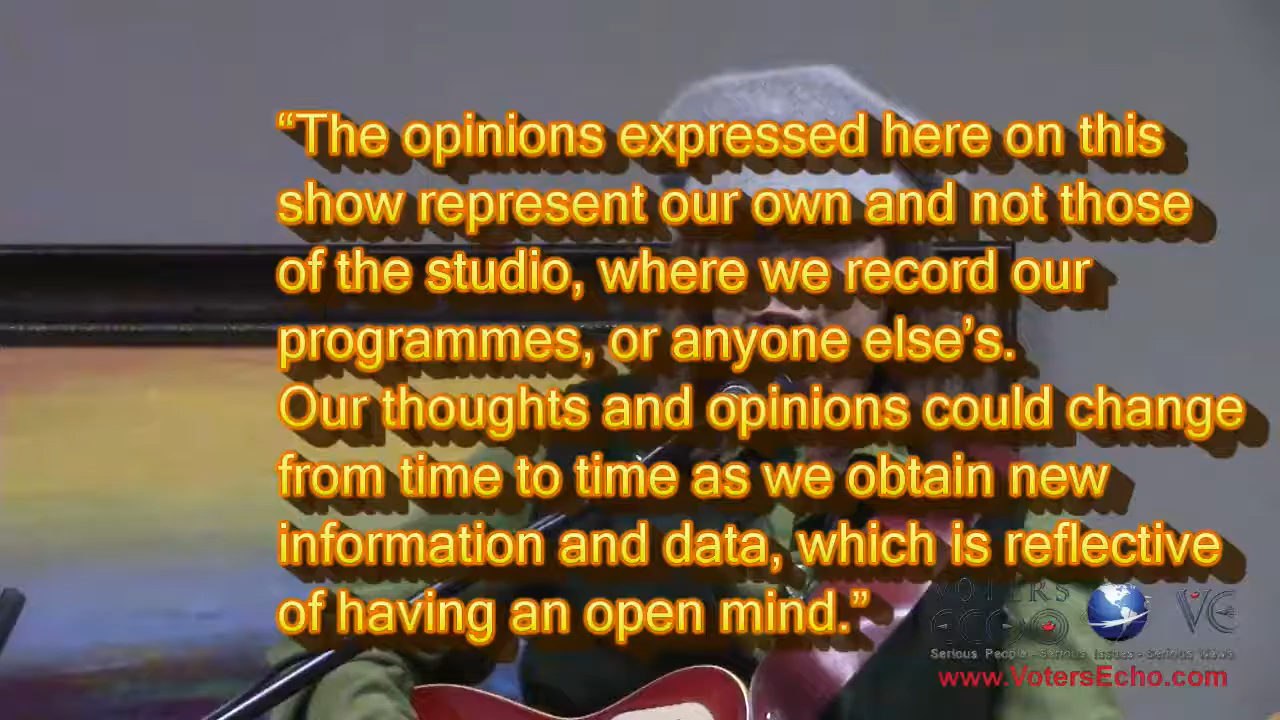 “The opinions expressed here on this
show represent our own and not those
of the studio, where we record our
programmes, or anyone else’s.
Our thoughts and opinions could change
from time to time as we obtain new
information and data, which is reflective
of having an open mind.”
VOTERS
ECHO
VE
Serious People - Serious Issues - Serious News
www.VotersEcho.com